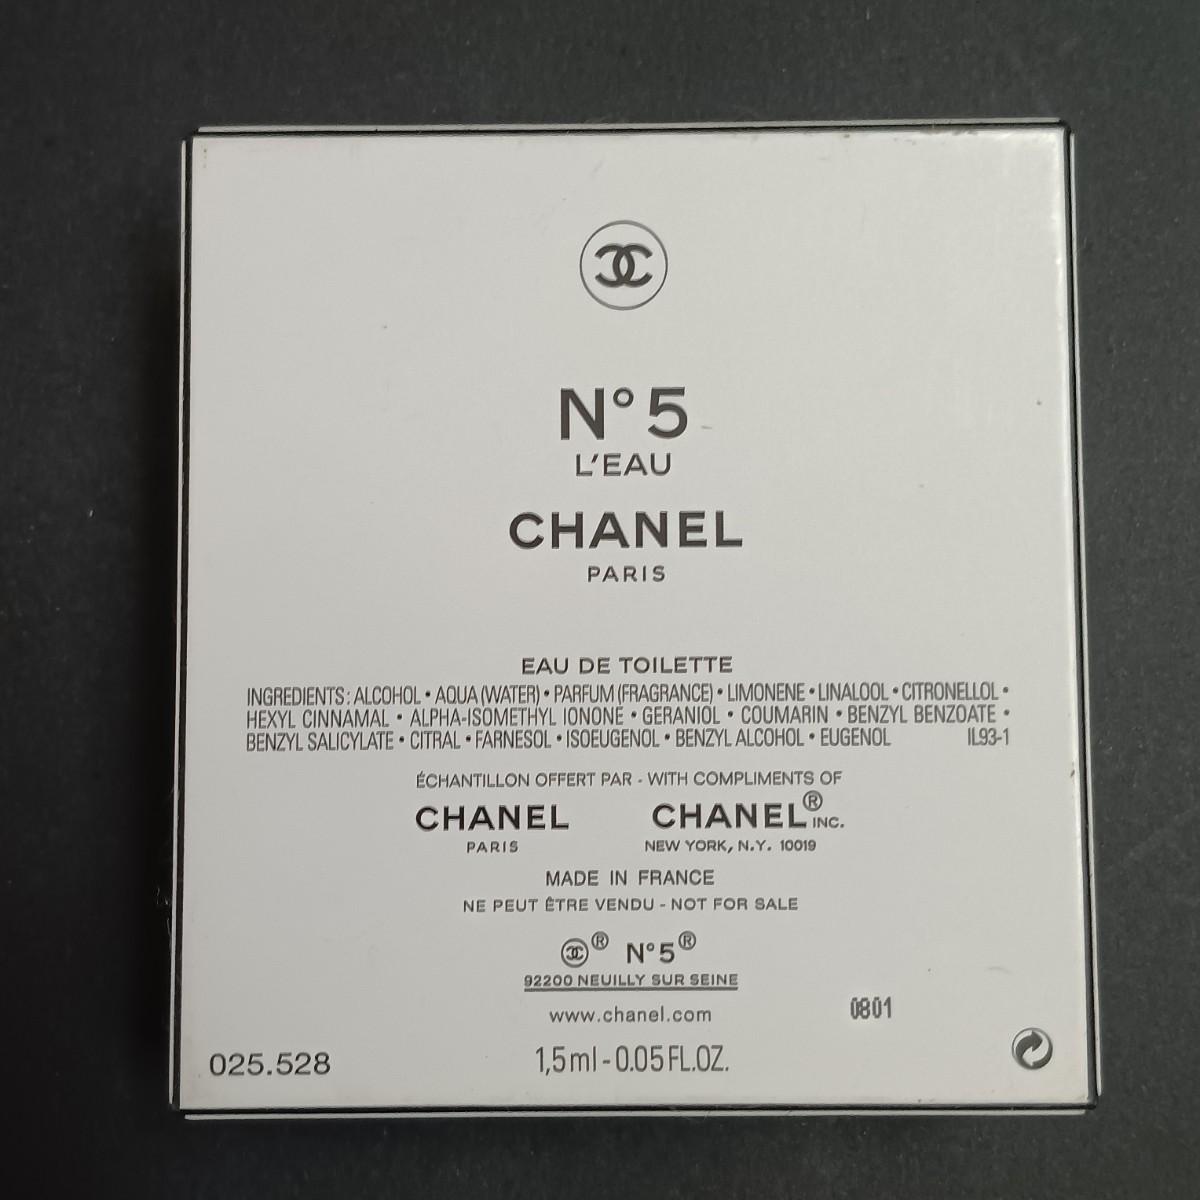 N° 5
L'EAU
CHANEL
PARIS
EAU DE TOILETTE
INGREDIENTS: ALCOHOL • AQUA (WATER) • PARFUM (FRAGRANCE) • LIMONENE • LINALOOL • CITRONELLOL •
HEXYL CINNAMAL • ALPHA-ISOMETHYL IONONE • GERANIOL • COUMARIN • BENZYL BENZOATE •
BENZYL SALICYLATE • CITRAL • FARNESOL • ISOEUGENOL • BENZYL ALCOHOL • EUGENOL IL93-1
ÉCHANTILLON OFFERT PAR - WITH COMPLIMENTS OF
CHANEL CHANEL® INC.
PARIS NEW YORK, N.Y. 10019
MADE IN FRANCE
NE PEUT ÊTRE VENDU - NOT FOR SALE
® N°5®
92200 NEUILLY SUR SEINE
www.chanel.com
0801
025.528
1,5 ml - 0.05 FL.OZ.